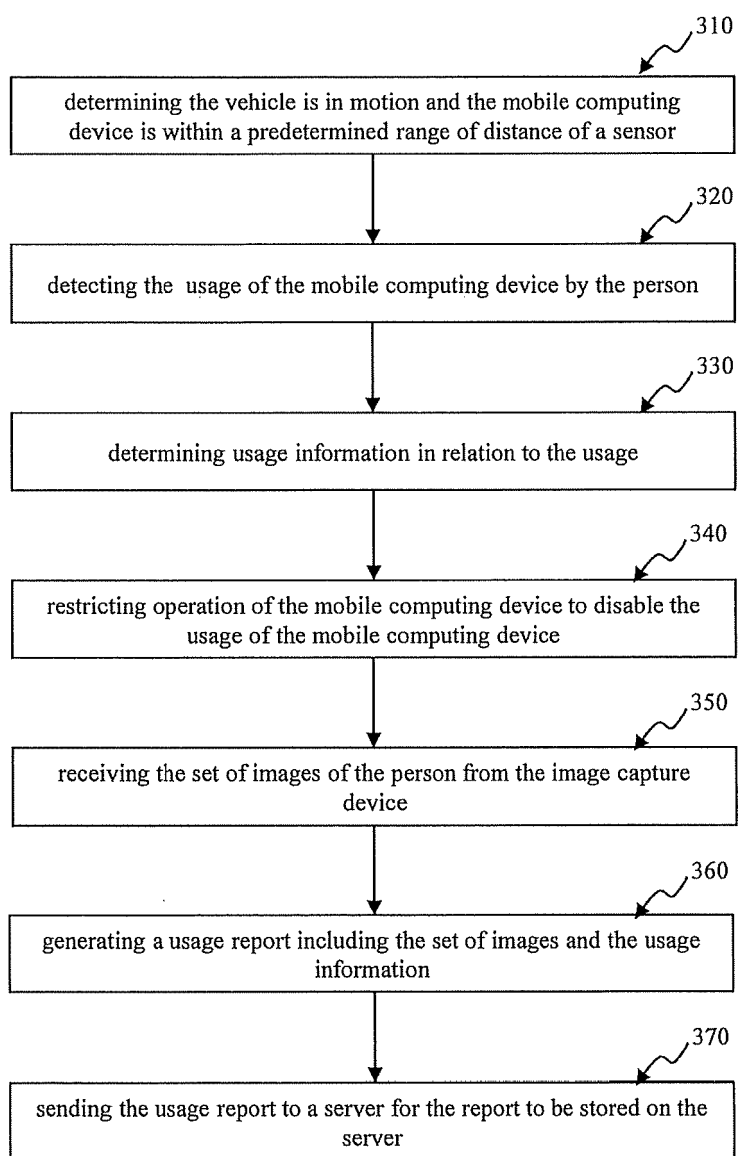 310
determining the vehicle is in motion and the mobile computing
device is within a predetermined range of distance of a sensor
320
detecting the usage of the mobile computing device by the person
330
determining usage information in relation to the usage
340
restricting operation of the mobile computing device to disable the
usage of the mobile computing device
350
receiving the set of images of the person from the image capture
device
360
generating a usage report including the set of images and the usage
information
370
sending the usage report to a server for the report to be stored on the
server